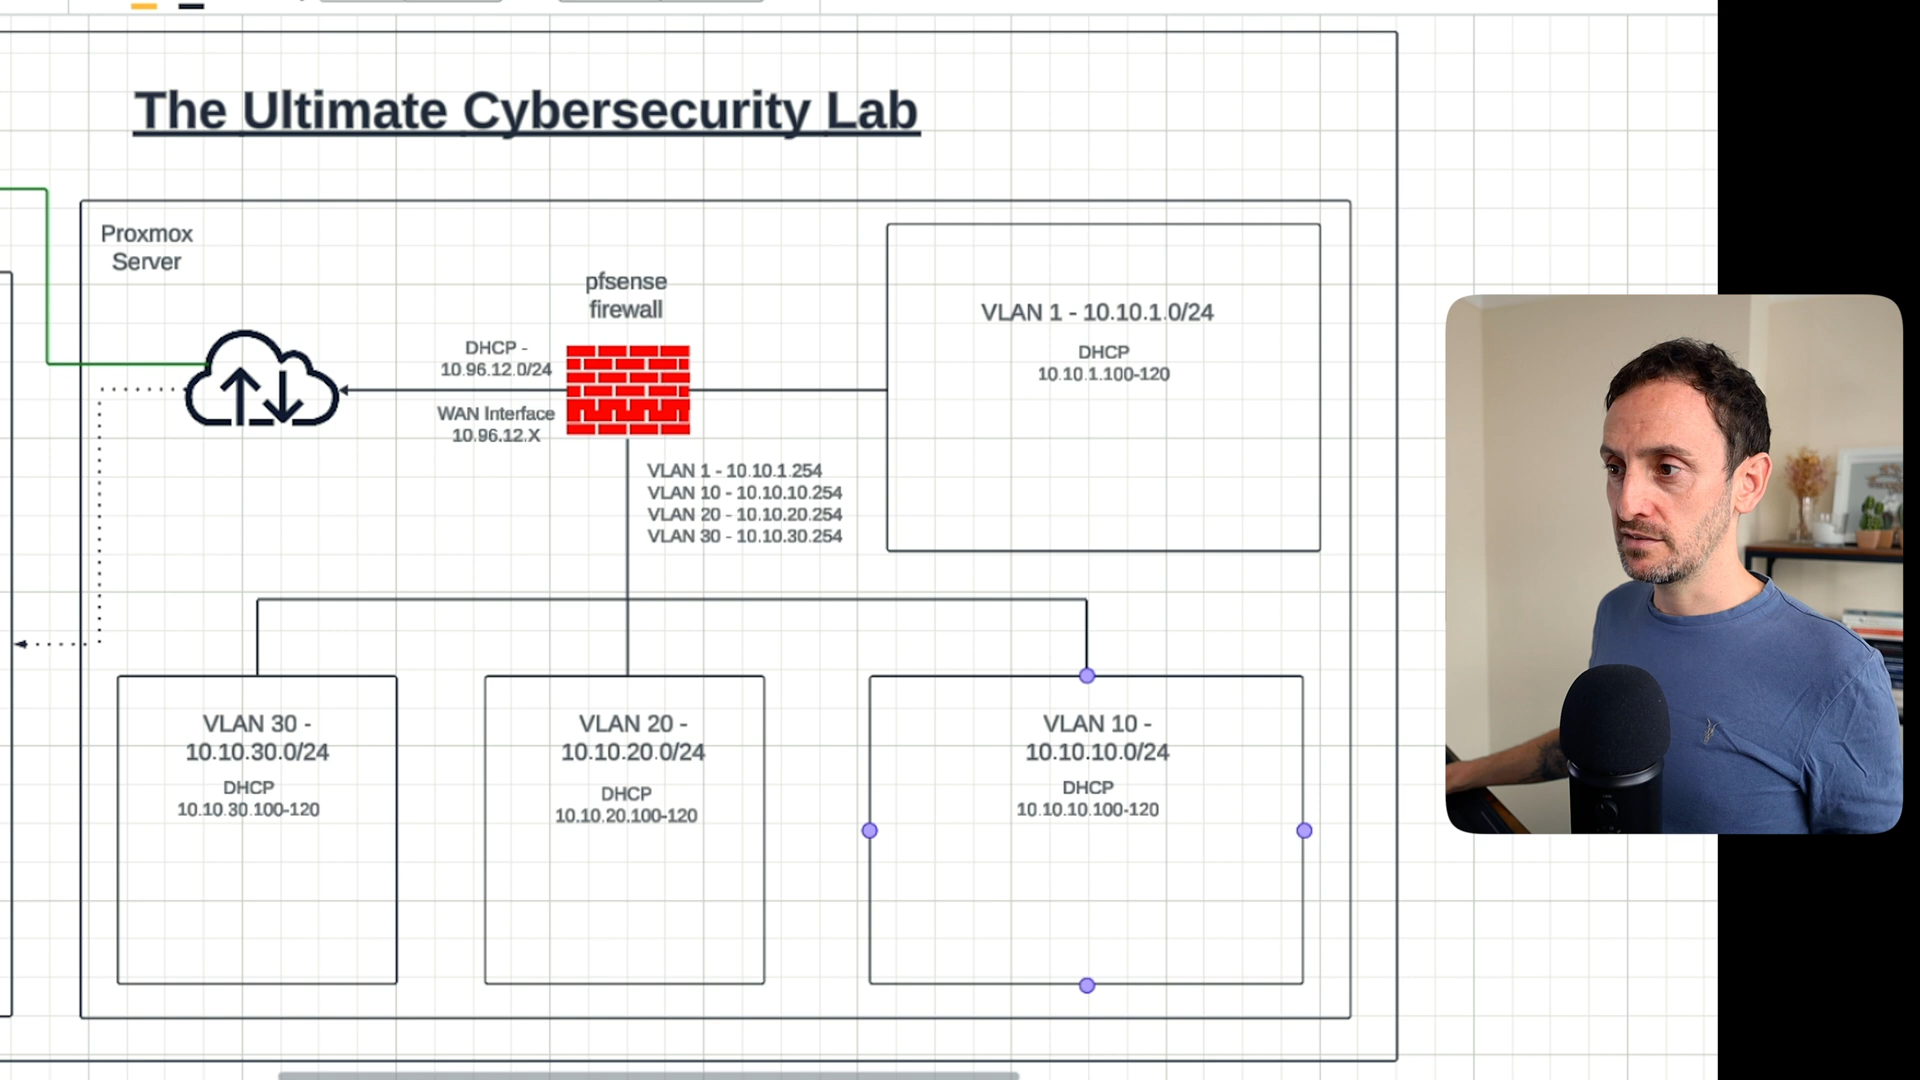 The Ultimate Cybersecurity Lab
Proxmox
Server
pfsense
firewall
DHCP -
10.96.12.0/24
WAN Interface
10.96.12.X
VLAN 1 - 10.10.1.0/24
DHCP
10.10.1.100-120
VLAN 1 - 10.10.1.254
VLAN 10 - 10.10.10.254
VLAN 20 - 10.10.20.254
VLAN 30 - 10.10.30.254
VLAN 30 -
10.10.30.0/24
DHCP
10.10.30.100-120
VLAN 20 -
10.10.20.0/24
DHCP
10.10.20.100-120
VLAN 10 -
10.10.10.0/24
DHCP
10.10.10.100-120